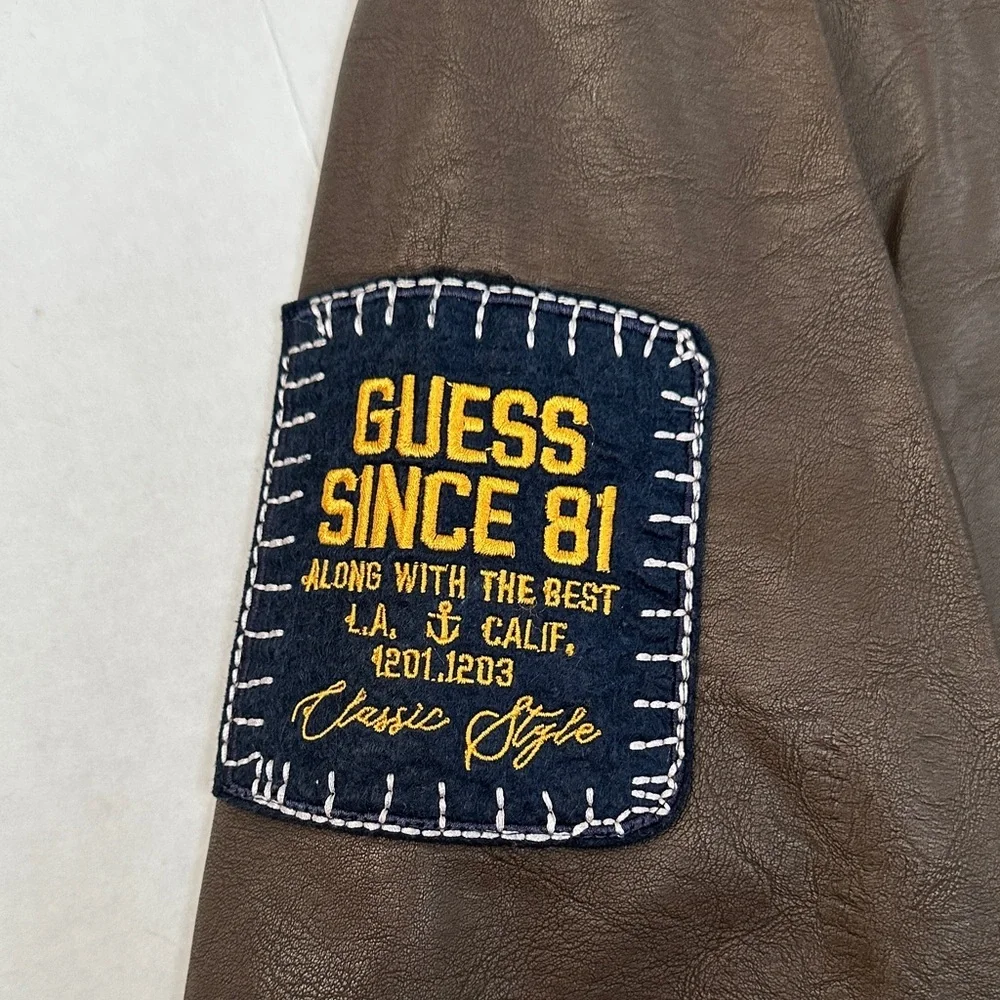 GUESS
SINCE 81
ALONG WITH THE BEST
L.A. CALIF.
1201.1203
Classic Style